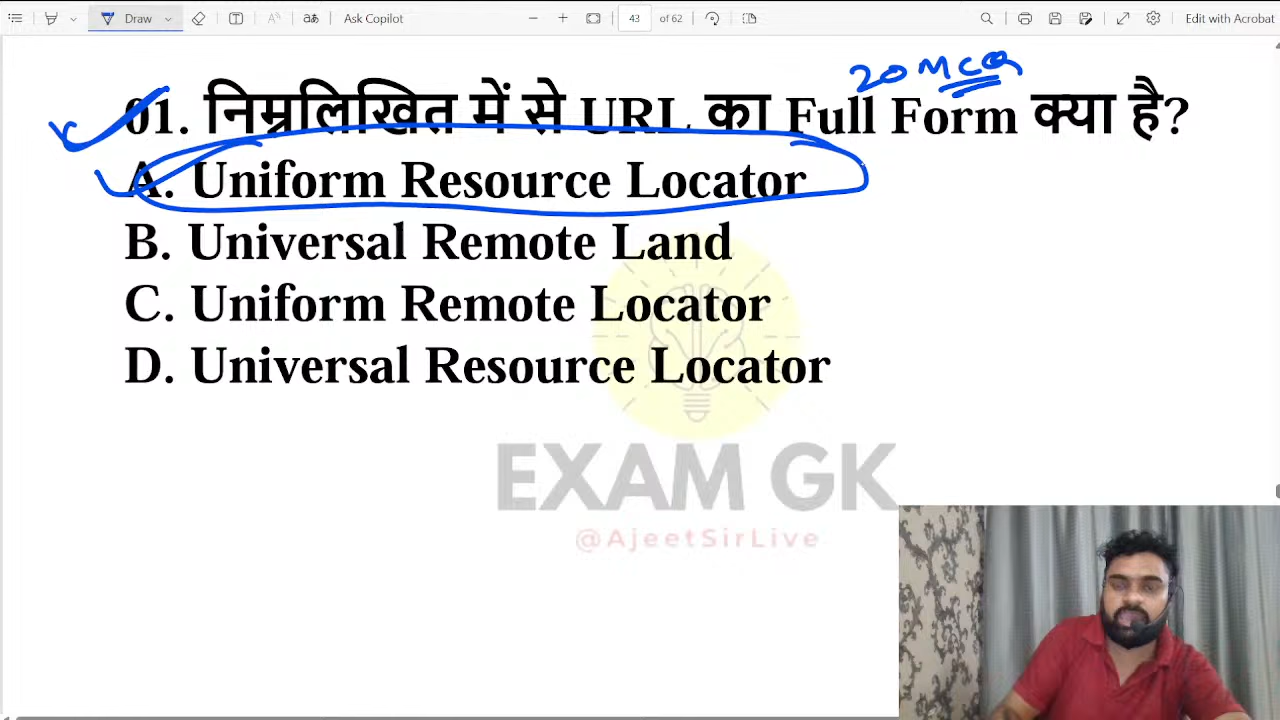 Draw
Ask Copilot
43 of 62
Edit with Acrobat
20 MCQ
01. निम्नलिखित में से URL का Full Form क्या है?
A. Uniform Resource Locator
B. Universal Remote Land
C. Uniform Remote Locator
D. Universal Resource Locator
EXAM GK
@AjeetSirLive